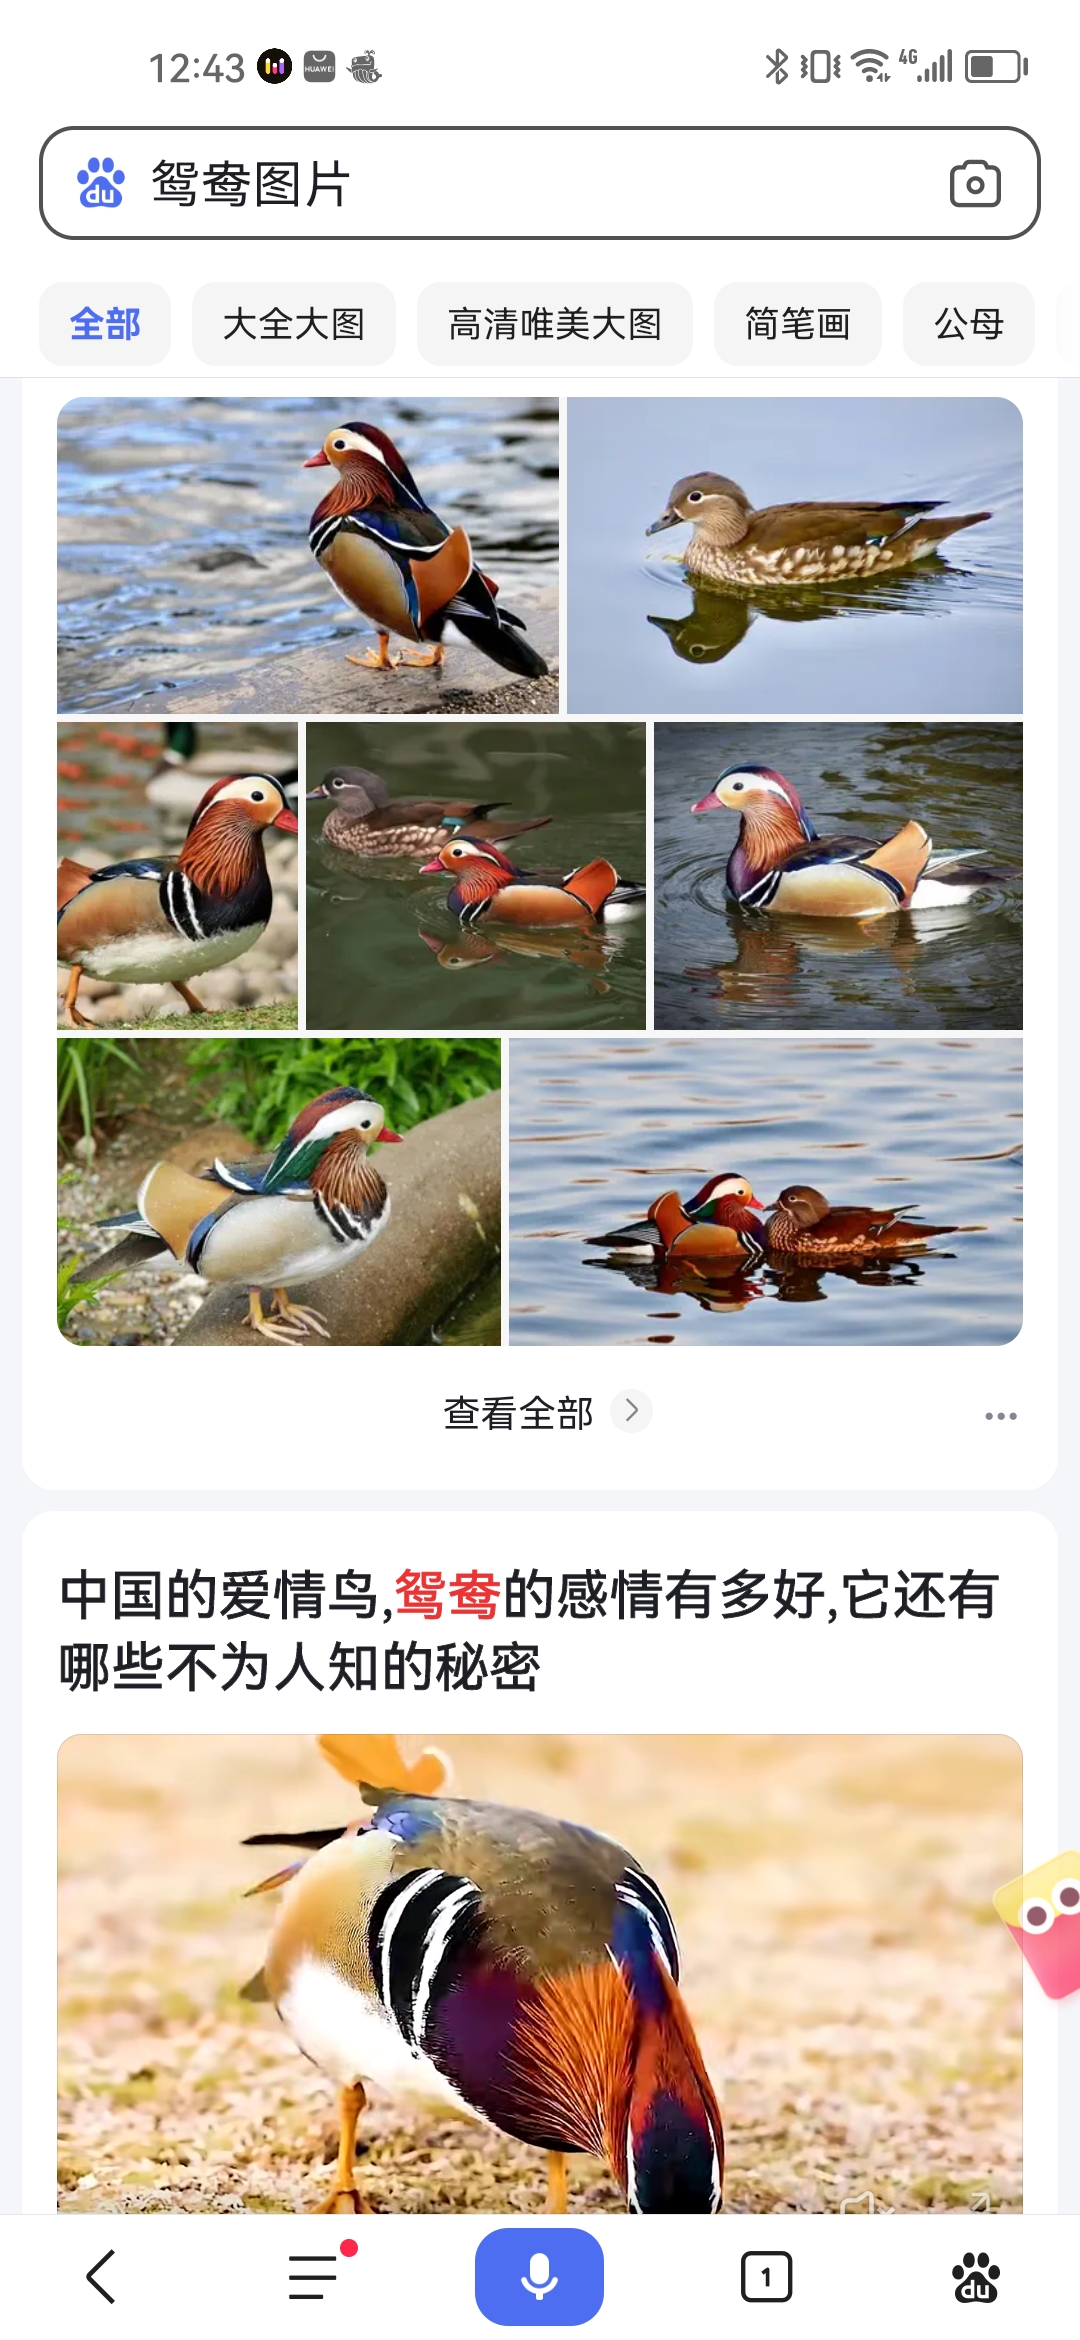 12:43
HUAWEI
4G
du
鸳鸯图片
全部
大全大图
高清唯美大图
简笔画
公母
查看全部
中国的爱情鸟,鸳鸯的感情有多好,它还有
哪些不为人知的秘密
1
du